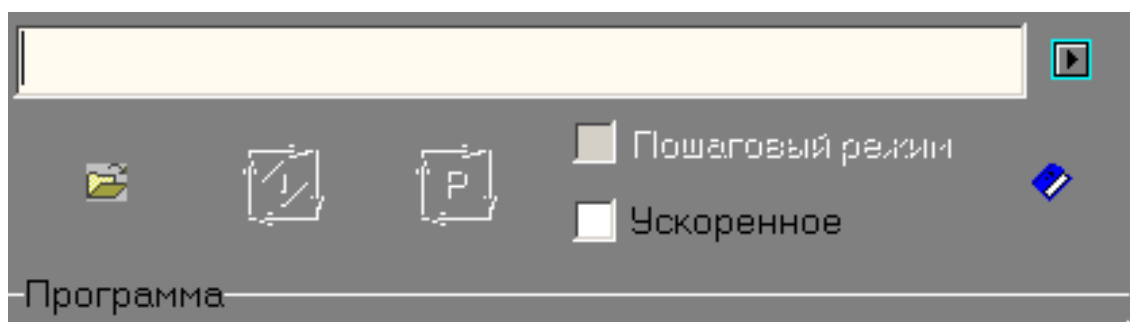 Пошаговый режим
Р
Ускоренное
Программа